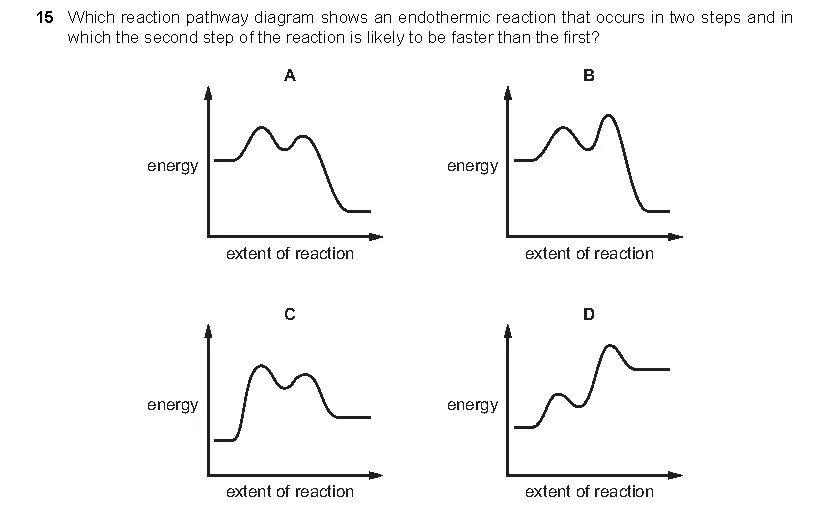 15 Which reaction pathway diagram shows an endothermic reaction that occurs in two steps and in
which the second step of the reaction is likely to be faster than the first?
A
B
energy
energy
extent of reaction
extent of reaction
C
D
energy
energy
extent of reaction
extent of reaction